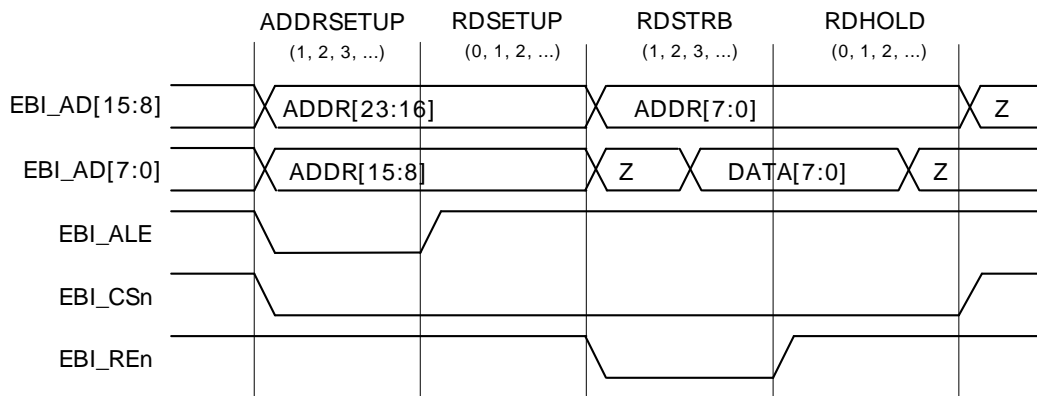 ADDRSETUP RDSETUP RDSTRB RDHOLD
(1, 2, 3, ...) (0, 1, 2, ...) (1, 2, 3, ...) (0, 1, 2, ...)
EBI_AD[15:8] ADDR[23:16] ADDR[7:0] Z
EBI_AD[7:0] ADDR[15:8] Z DATA[7:0] Z
EBI_ALE
EBI_CSn
EBI_REn